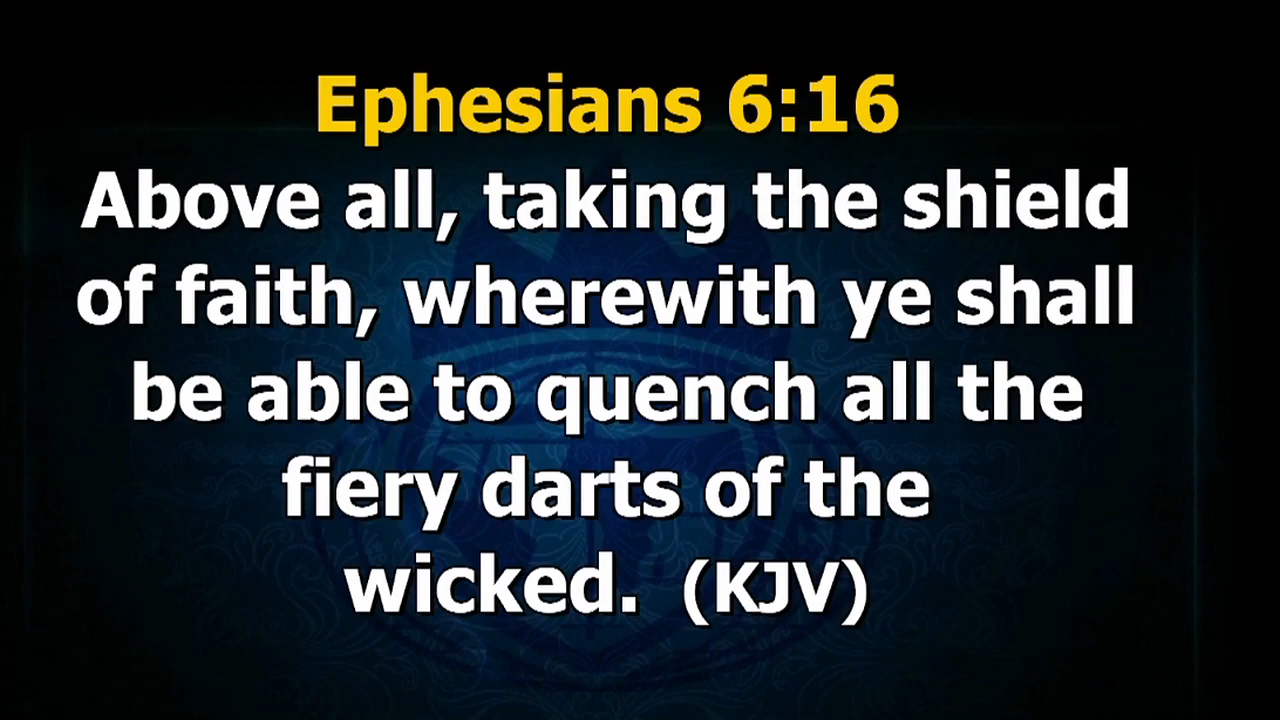 Ephesians 6:16
Above all, taking the shield
of faith, wherewith ye shall
be able to quench all the
fiery darts of the
wicked.  (KJV)